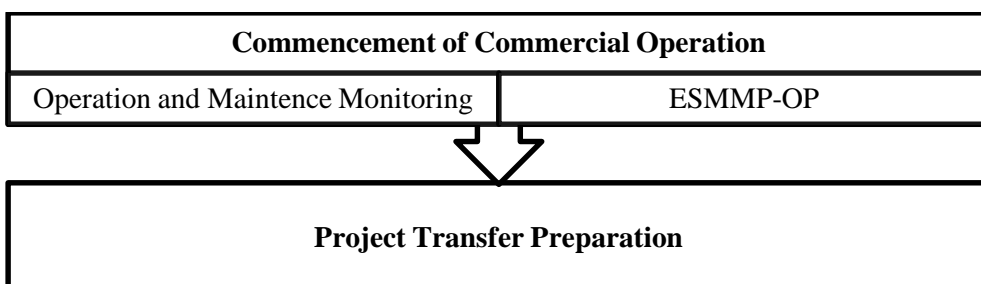 Commencement of Commercial Operation
Operation and Maintence Monitoring
ESMMP-OP
Project Transfer Preparation